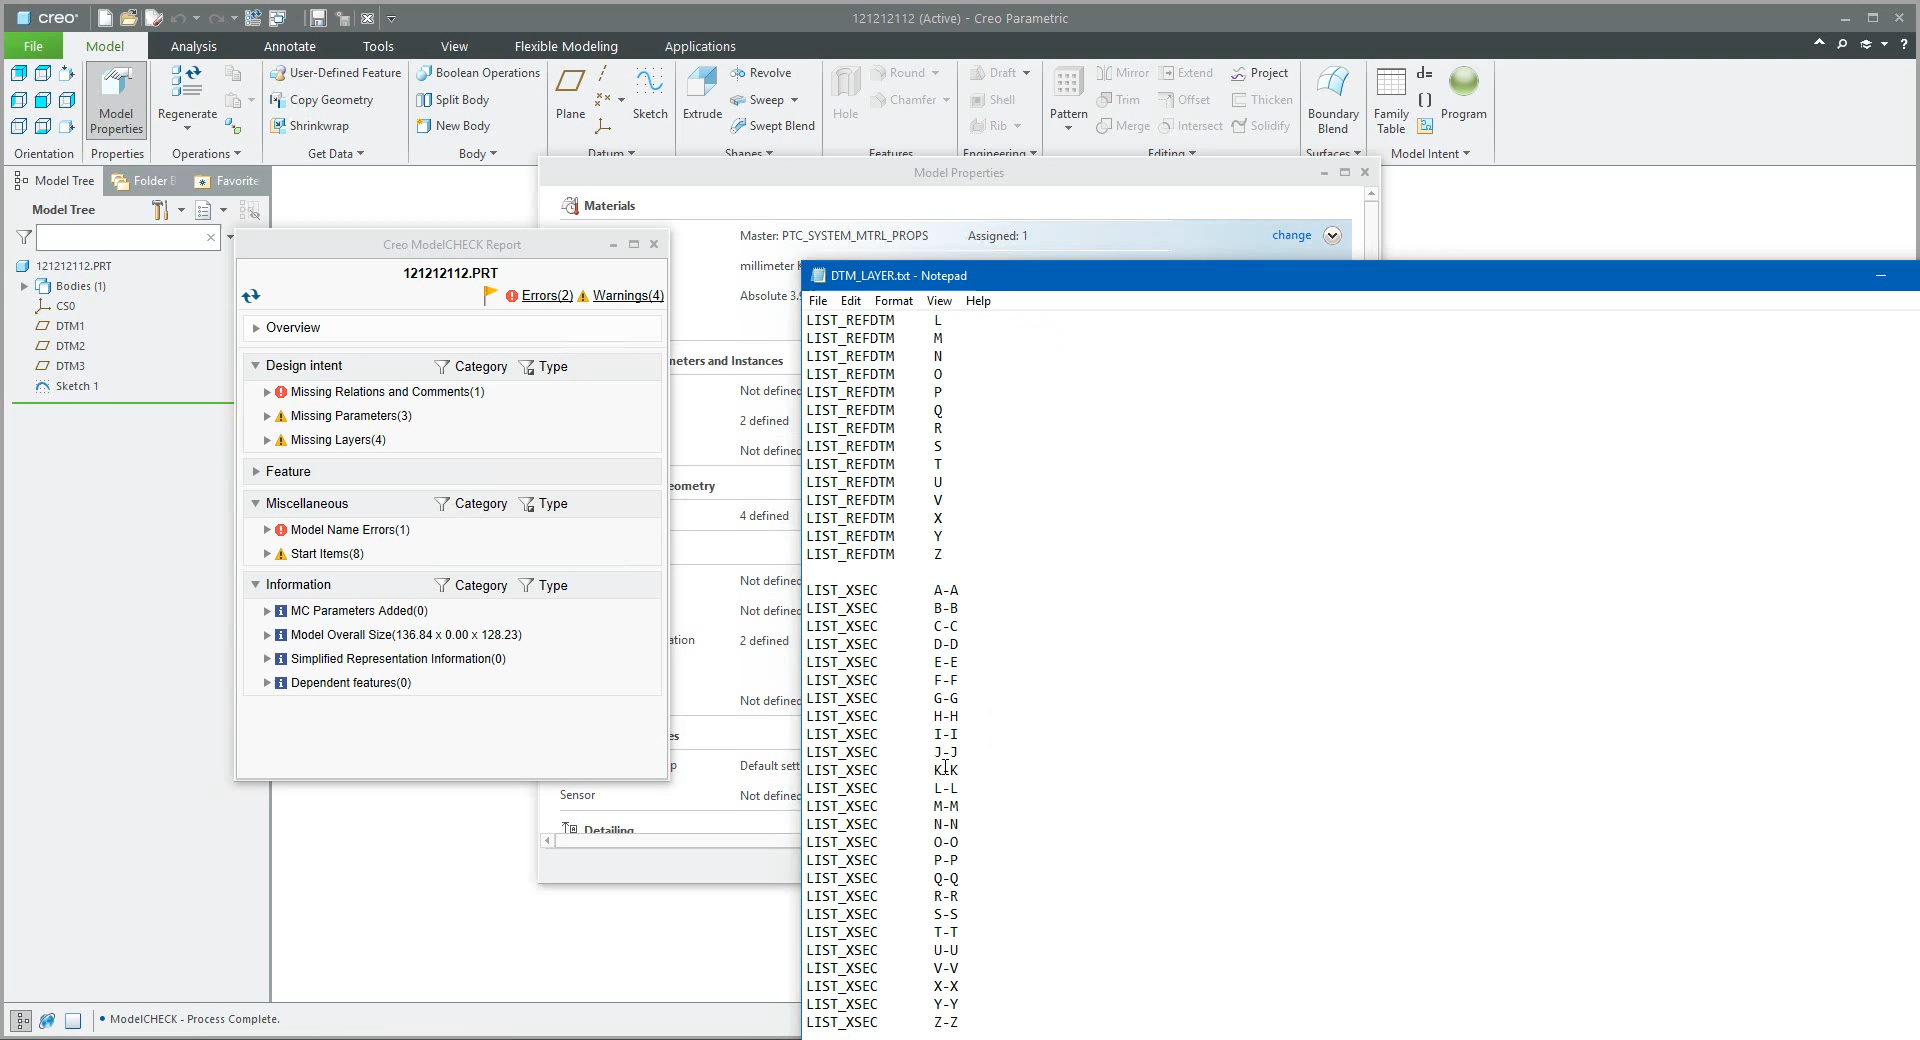 creo®
121212112 (Active) - Creo Parametric
File
Model
Analysis
Annotate
Tools
View
Flexible Modeling
Applications
User-Defined Feature
Copy Geometry
Shrinkwrap
Boolean Operations
Split Body
New Body
Revolve
Sweep
Swept Blend
Round
Chamfer
Draft
Shell
Rib
Mirror
Trim
Merge
Extend
Offset
Intersect
Project
Thicken
Solidify
Model Properties
Regenerate
Plane
Sketch
Extrude
Hole
Pattern
Boundary Blend
Family Table
Program
d=
Orientation
Properties
Operations
Get Data
Body
Datum
Shapes
Features
Engineering
Editing
Surfaces
Model Intent
Model Tree
Folder
Favorite
Model Tree
121212112.PRT
Bodies (1)
CS0
DTM1
DTM2
DTM3
Sketch 1
Model Properties
Materials
Master: PTC_SYSTEM_MTRL_PROPS Assigned: 1 change
millimeter
Absolute
meters and Instances
Not defined
2 defined
Not defined
eometry
4 defined
Not defined
Not defined
ation 2 defined
Not defined
es
p Default sett
Sensor Not defined
Detailing
Creo ModelCHECK Report
121212112.PRT
Errors(2) Warnings(4)
Overview
Design intent Category Type
Missing Relations and Comments(1)
Missing Parameters(3)
Missing Layers(4)
Feature
Miscellaneous Category Type
Model Name Errors(1)
Start Items(8)
Information Category Type
MC Parameters Added(0)
Model Overall Size(136.84 x 0.00 x 128.23)
Simplified Representation Information(0)
Dependent features(0)
DTM_LAYER.txt - Notepad
File Edit Format View Help
LIST_REFDTM L
LIST_REFDTM M
LIST_REFDTM N
LIST_REFDTM O
LIST_REFDTM P
LIST_REFDTM Q
LIST_REFDTM R
LIST_REFDTM S
LIST_REFDTM T
LIST_REFDTM U
LIST_REFDTM V
LIST_REFDTM X
LIST_REFDTM Y
LIST_REFDTM Z
LIST_XSEC A-A
LIST_XSEC B-B
LIST_XSEC C-C
LIST_XSEC D-D
LIST_XSEC E-E
LIST_XSEC F-F
LIST_XSEC G-G
LIST_XSEC H-H
LIST_XSEC I-I
LIST_XSEC J-J
LIST_XSEC K-K
LIST_XSEC L-L
LIST_XSEC M-M
LIST_XSEC N-N
LIST_XSEC O-O
LIST_XSEC P-P
LIST_XSEC Q-Q
LIST_XSEC R-R
LIST_XSEC S-S
LIST_XSEC T-T
LIST_XSEC U-U
LIST_XSEC V-V
LIST_XSEC X-X
LIST_XSEC Y-Y
LIST_XSEC Z-Z
ModelCHECK - Process Complete.